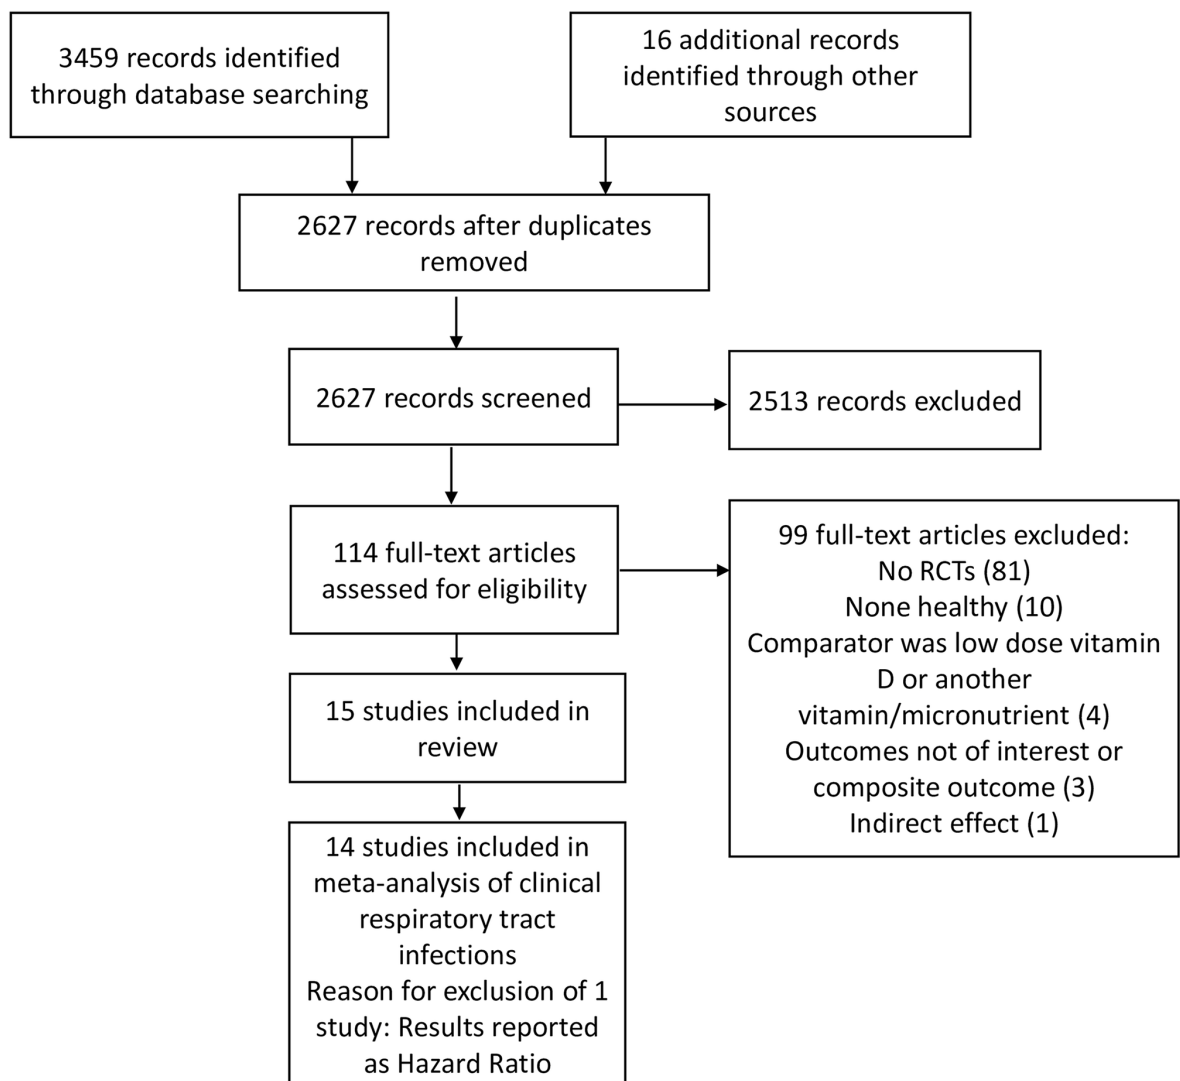 3459 records identified
through database searching
16 additional records
identified through other
sources
2627 records after duplicates
removed
2627 records screened
2513 records excluded
114 full-text articles
assessed for eligibility
99 full-text articles excluded:
No RCTs (81)
None healthy (10)
Comparator was low dose vitamin
D or another
vitamin/micronutrient (4)
Outcomes not of interest or
composite outcome (3)
Indirect effect (1)
15 studies included in
review
14 studies included in
meta-analysis of clinical
respiratory tract
infections
Reason for exclusion of 1
study: Results reported
as Hazard Ratio